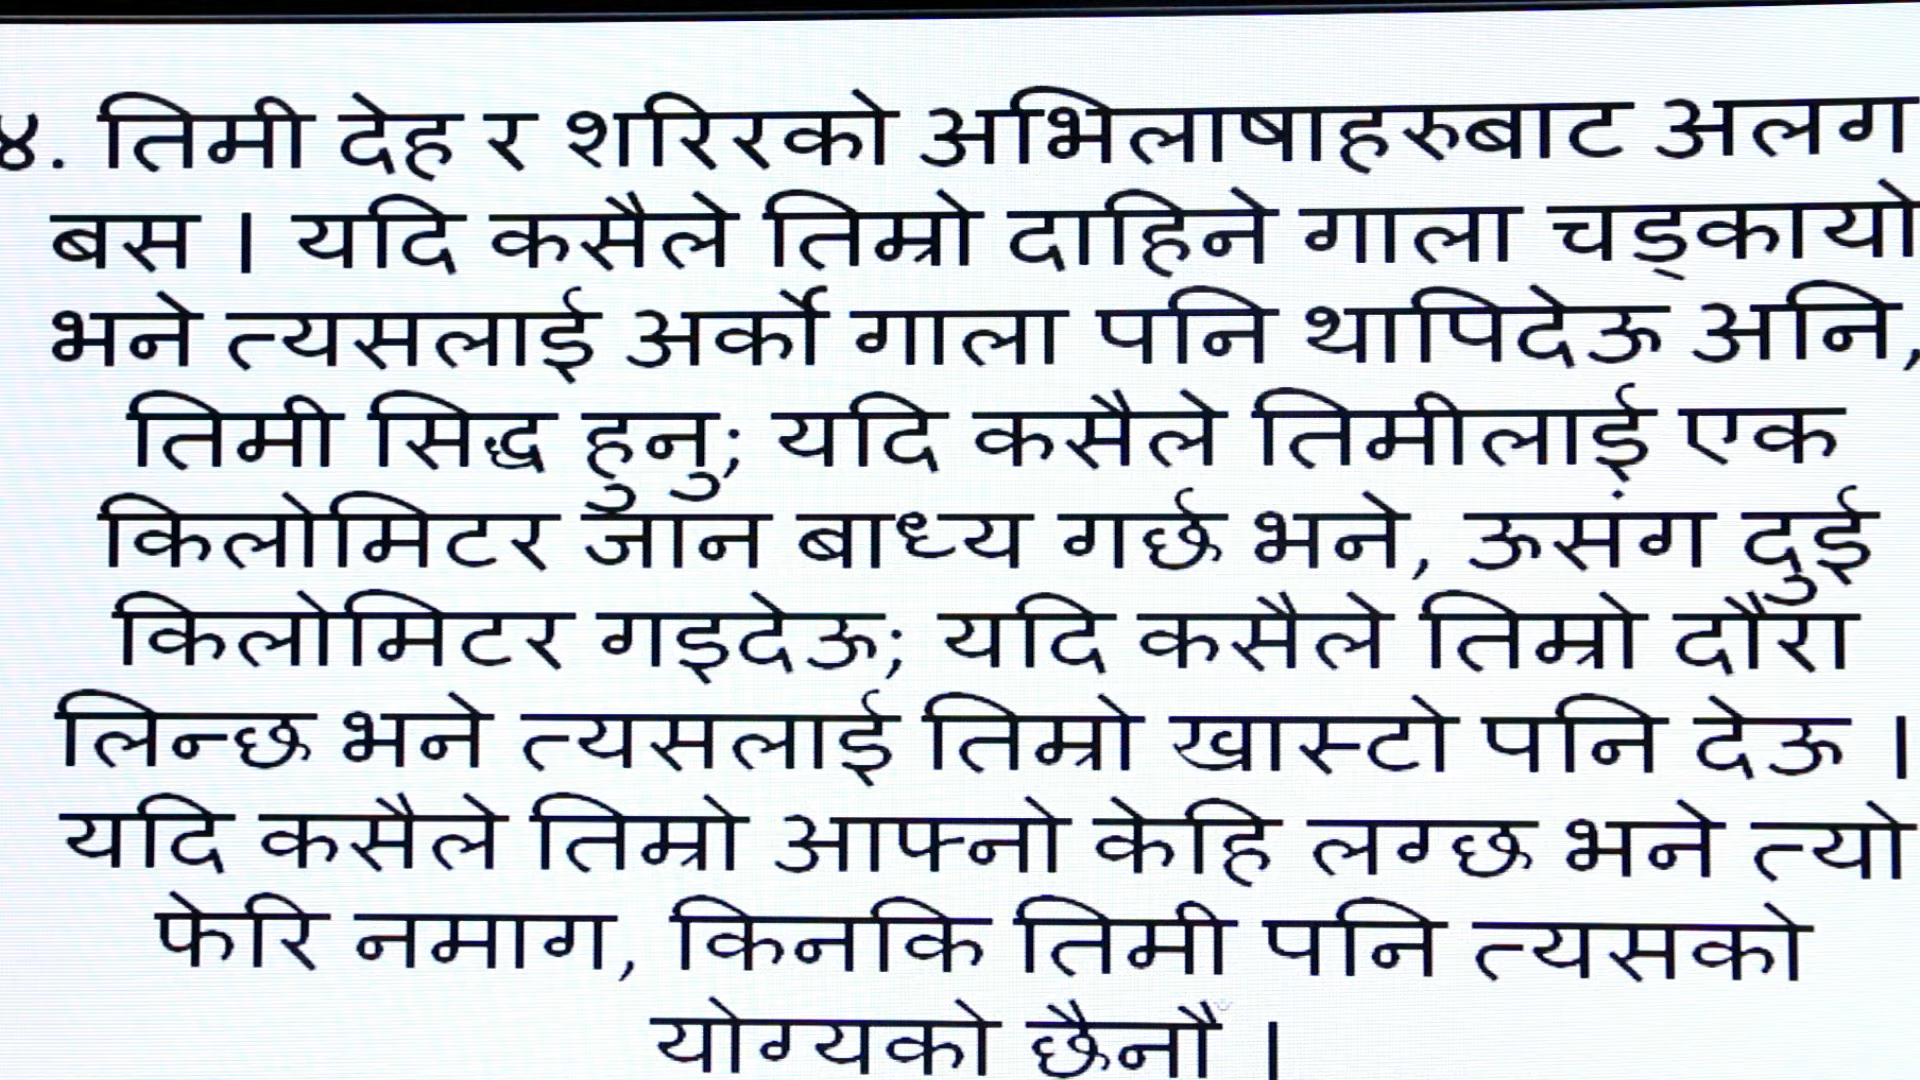 ४. तिमी देह र शरिरको अभिलाषाहरुबाट अलग
बस । यदि कसैले तिम्रो दाहिने गाला चड्कायो
भने त्यसलाई अर्को गाला पनि थापिदेऊ अनि,
तिमी सिद्ध हुनु; यदि कसैले तिमीलाई एक
किलोमिटर जान बाध्य गर्छ भने, ऊसंग दुई
किलोमिटर गइदेऊ; यदि कसैले तिम्रो दौरा
लिन्छ भने त्यसलाई तिम्रो खास्टो पनि देऊ ।
यदि कसैले तिम्रो आफ्नो केहि लग्छ भने त्यो
फेरि नमाग, किनकि तिमी पनि त्यसको
योग्यको छैनौ ।